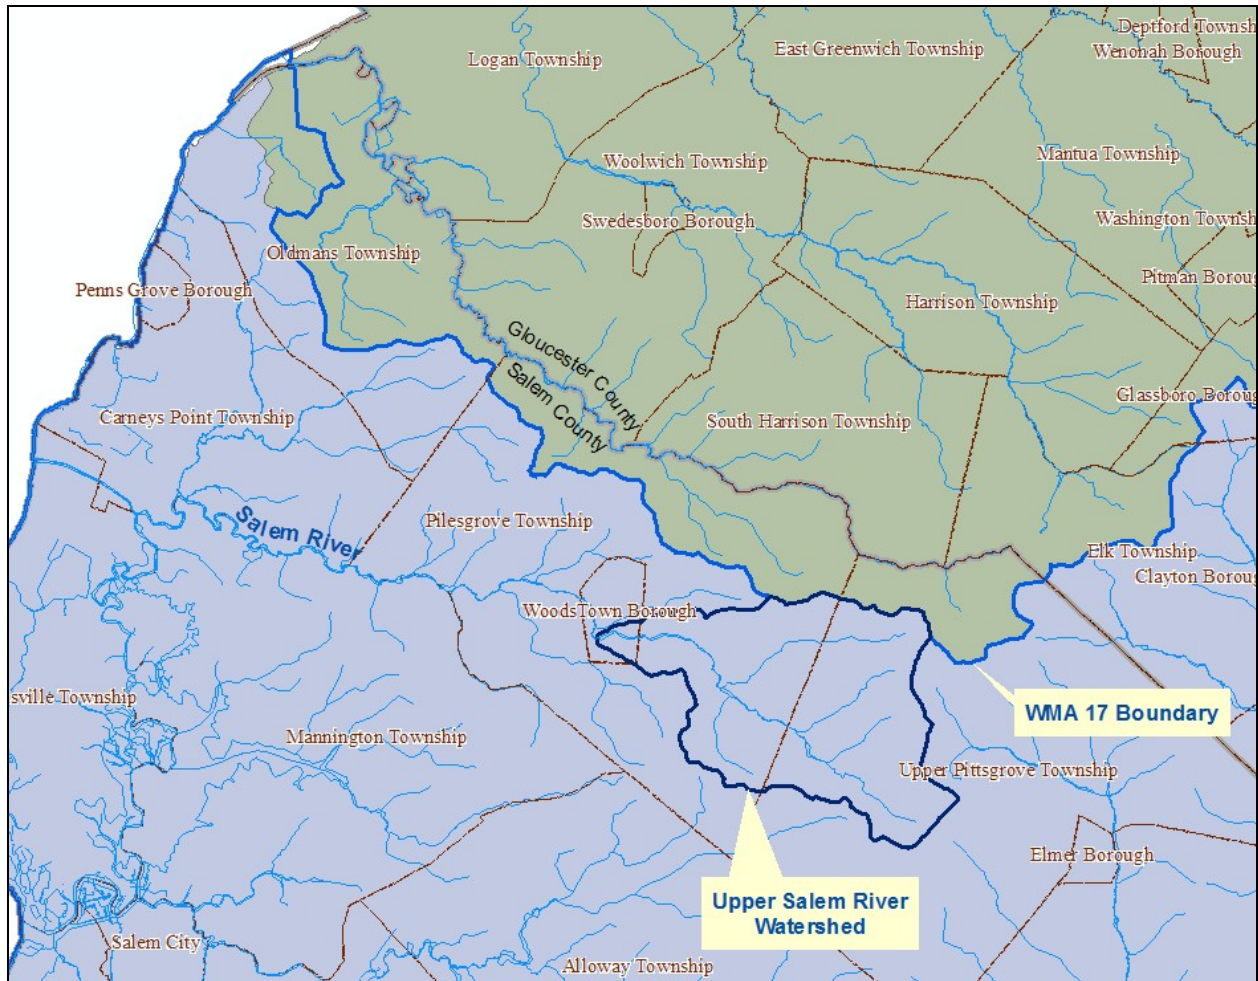 Deptford Townsh
Logan Township
East Greenwich Township
Wenonah Borough
Woolwich Township
Mantua Township
Swedesboro Borough
Washington Townsh
Oldmans Township
Pitman Boroug
Penns Grove Borough
Harrison Township
Gloucester County
Salem County
Glassboro Boroug
Carneys Point Township
South Harrison Township
Salem River
Pilesgrove Township
Elk Township
Clayton Boroug
WoodsTown Borough
sville Township
WMA 17 Boundary
Mannington Township
Upper Pittsgrove Township
Elmer Borough
Upper Salem River
Watershed
Salem City
Alloway Township